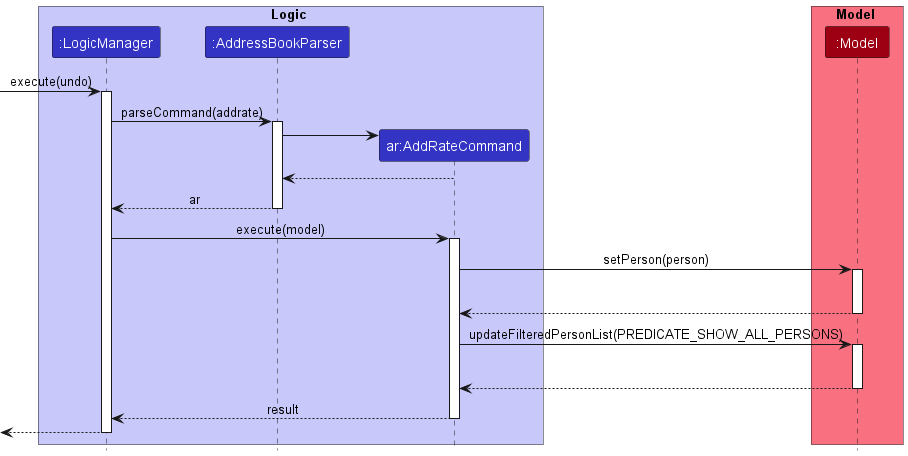 Logic
Model
:LogicManager
:AddressBookParser
:Model
execute(undo)
parseCommand(addrate)
ar:AddRateCommand
ar
execute(model)
setPerson(person)
updateFilteredPersonList(PREDICATE_SHOW_ALL_PERSONS)
result